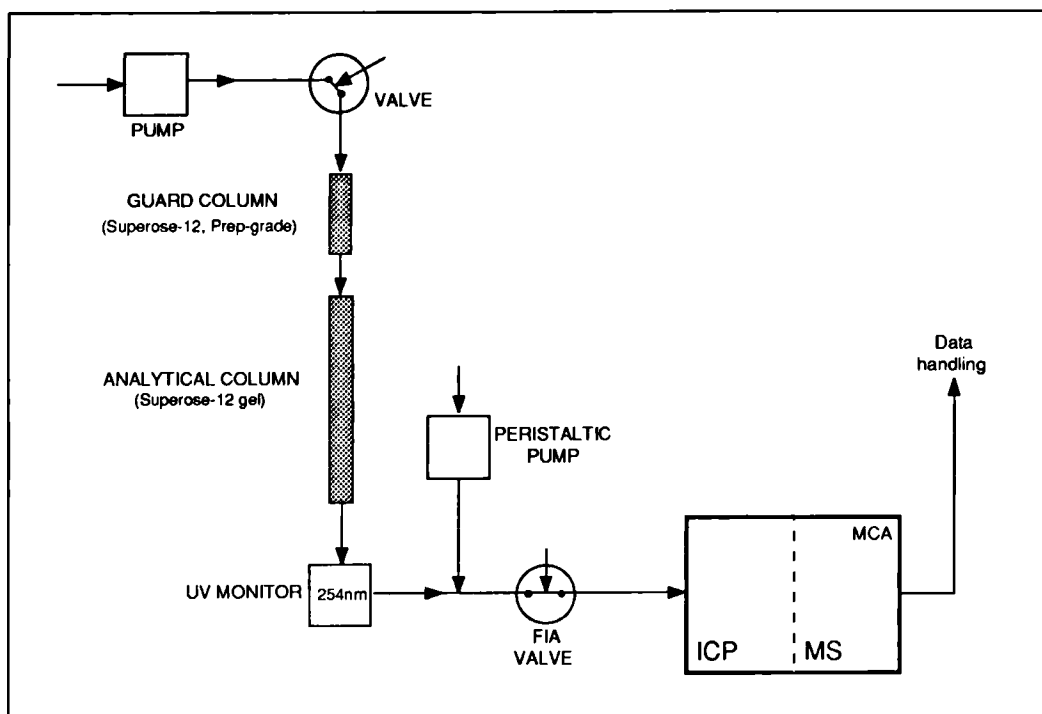 PUMP
VALVE
GUARD COLUMN
(Superose-12, Prep-grade)
ANALYTICAL COLUMN
(Superose-12 gel)
Data
handling
PERISTALTIC
PUMP
MCA
UV MONITOR
254nm
FIA
VALVE
ICP
MS